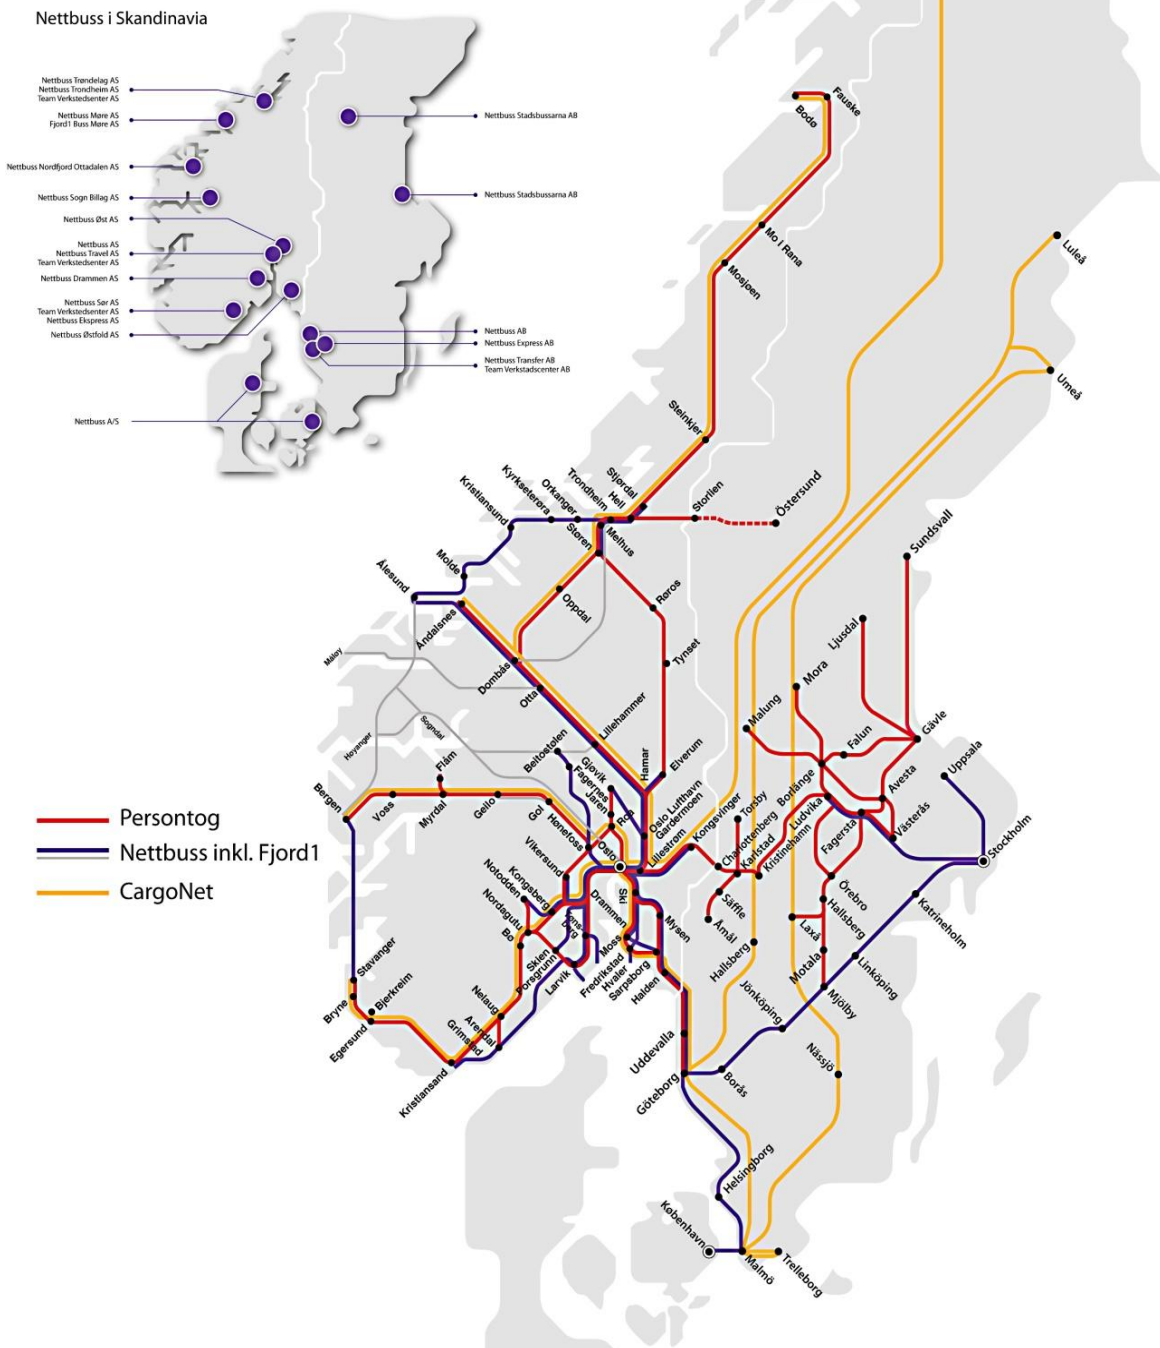 Nettbuss i Skandinavia
Nettbuss Trøndelag AS
Nettbuss Trondheim AS
Team Verkstedsenter AS
Nettbuss Møre AS
Fjord1 Buss Møre AS
Nettbuss Nordfjord Ottadalen AS
Nettbuss Sogn Billag AS
Nettbuss Øst AS
Nettbuss AS
Nettbuss Travel AS
Team Verkstedsenter AS
Nettbuss Drammen AS
Nettbuss Sør AS
Team Verkstedsenter AS
Nettbuss Ekspress AS
Nettbuss Østfold AS
Nettbuss A/S
Nettbuss Stadsbussarna AB
Nettbuss Stadsbussarna AB
Nettbuss AB
Nettbuss Express AB
Nettbuss Transfer AB
Team Verkstadscenter AB
Fauske
Bodø
Mo i Rana
Mosjøen
Luleå
Umeå
Steinkjer
Stjørdal
Hell
Trondheim
Orkanger
Kyrkseterøra
Kristiansund
Storlien
Östersund
Støren
Melhus
Sundsvall
Molde
Ålesund
Åndalsnes
Oppdal
Røros
Ljusdal
Måløy
Dombås
Otta
Tynset
Mora
Sogndal
Høyanger
Lillehammer
Malung
Gävle
Beitostølen
Gjøvik
Fagernes
Jaren
Roa
Hamar
Elverum
Falun
Uppsala
Flåm
Bergen
Voss
Myrdal
Geilo
Gol
Hønefoss
Oslo Lufthavn
Gardermoen
Borlänge
Avesta
Ludvika
Torsby
Kongsvinger
Charlottenberg
Karlstad
Kristinehamn
Fagersta
Västerås
Stockholm
Persontog
Nettbuss inkl. Fjord1
CargoNet
Vikersund
Oslo
Lillestrøm
Ski
Notodden
Kongsberg
Nordagutu
Bø
Drammen
Tøns-
berg
Mysen
Säffle
Åmål
Örebro
Hallsberg
Laxå
Katrineholm
Skien
Porsgrunn
Larvik
Moss
Fredrikstad
Hvaler
Sarpsborg
Halden
Hallsberg
Motala
Linköping
Stavanger
Bryne
Bjerkreim
Egersund
Nelaug
Arendal
Grimstad
Kristiansand
Jönköping
Mjölby
Uddevalla
Göteborg
Borås
Nässjö
Helsingborg
København
Malmö
Trelleborg